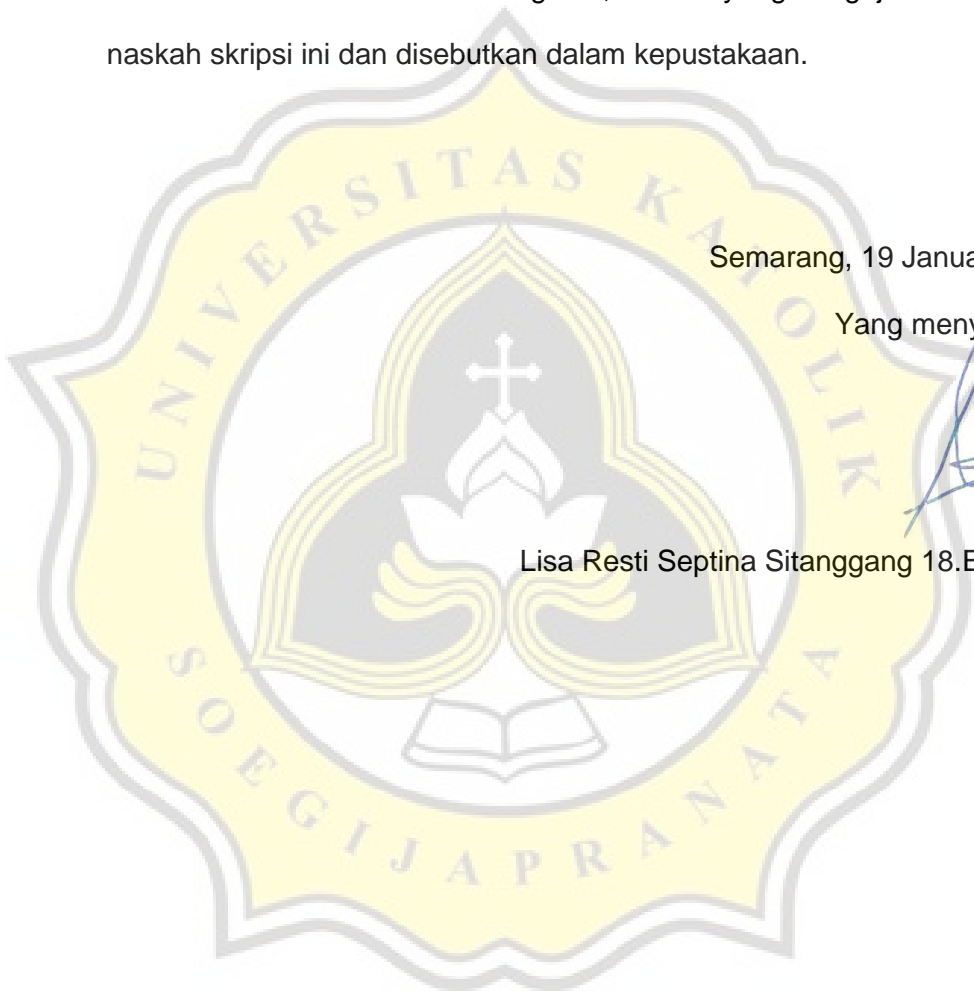 naskah skripsi ini dan disebutkan dalam kepustakaan.
UNIVERSITAS KATOLIK
Semarang, 19 Janua
Yang meny
Lisa Resti Septina Sitanggang 18.E
SOEGIJAPRANATA